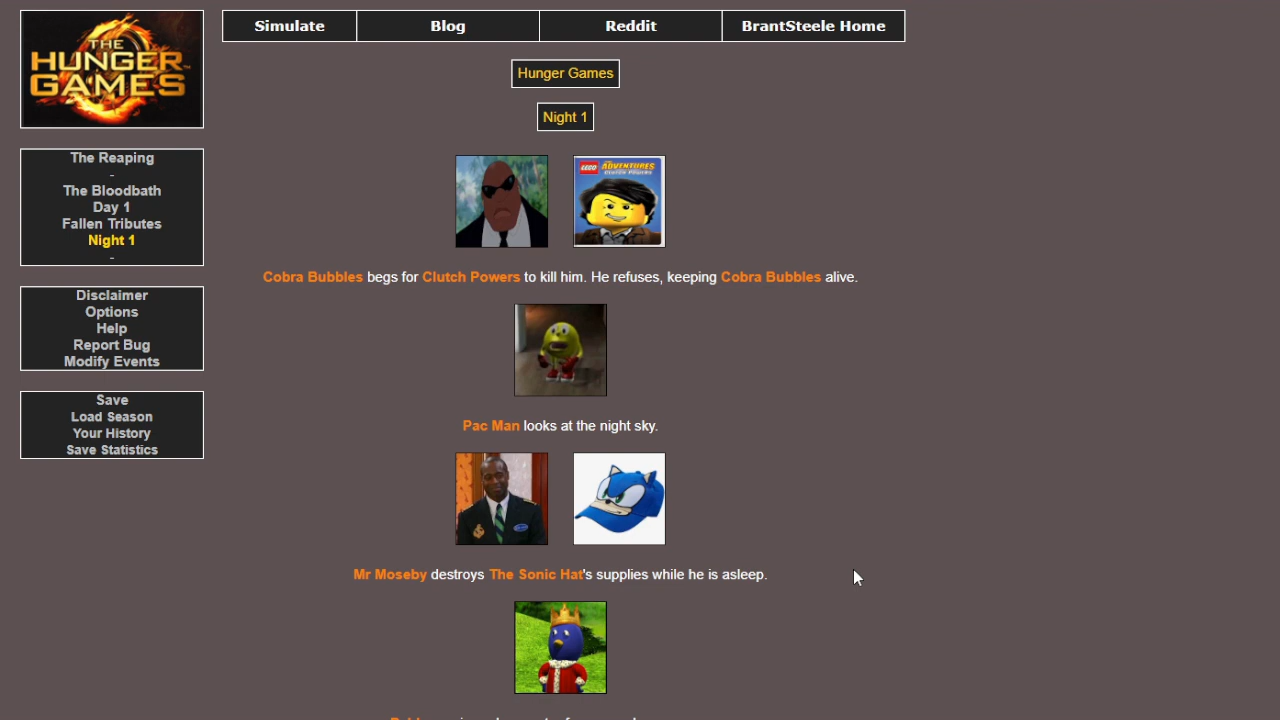 Simulate Blog Reddit BrantSteele Home
THE
HUNGER
GAMES
The Reaping
-
The Bloodbath
Day 1
Fallen Tributes
Night 1
-
Disclaimer
Options
Help
Report Bug
Modify Events
Save
Load Season
Your History
Save Statistics
Hunger Games
Night 1
LEGO ADVENTURES
CLUTCH POWERS
Cobra Bubbles begs for Clutch Powers to kill him. He refuses, keeping Cobra Bubbles alive.
Pac Man looks at the night sky.
Mr Moseby destroys The Sonic Hat's supplies while he is asleep.